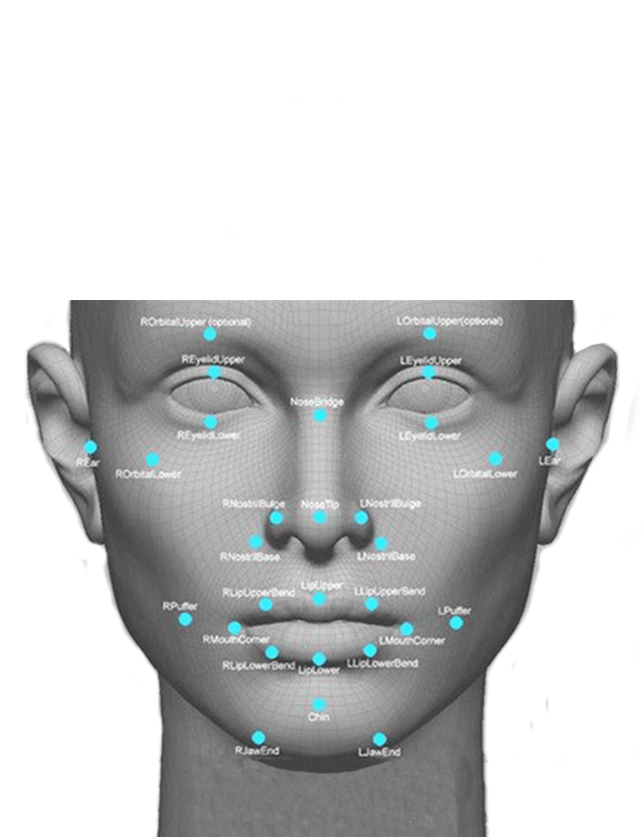 ROrbitalUpper (optional)
LOrbitalUpper(optional)
REyelidUpper
LEyelidUpper
NoseBridge
REyelidLower
LEyelidLower
REar
LEar
ROrbitalLower
LOrbitalLower
RNostrilBulge
NoseTip
LNostrilBulge
RNostrilBase
LNostrilBase
LipUpper
RLipUpperBend
LLipUpperBend
RPuffer
LPuffer
RMouthCorner
LMouthCorner
RLipLowerBend
LipLower
LLipLowerBend
Chin
RJawEnd
LJawEnd